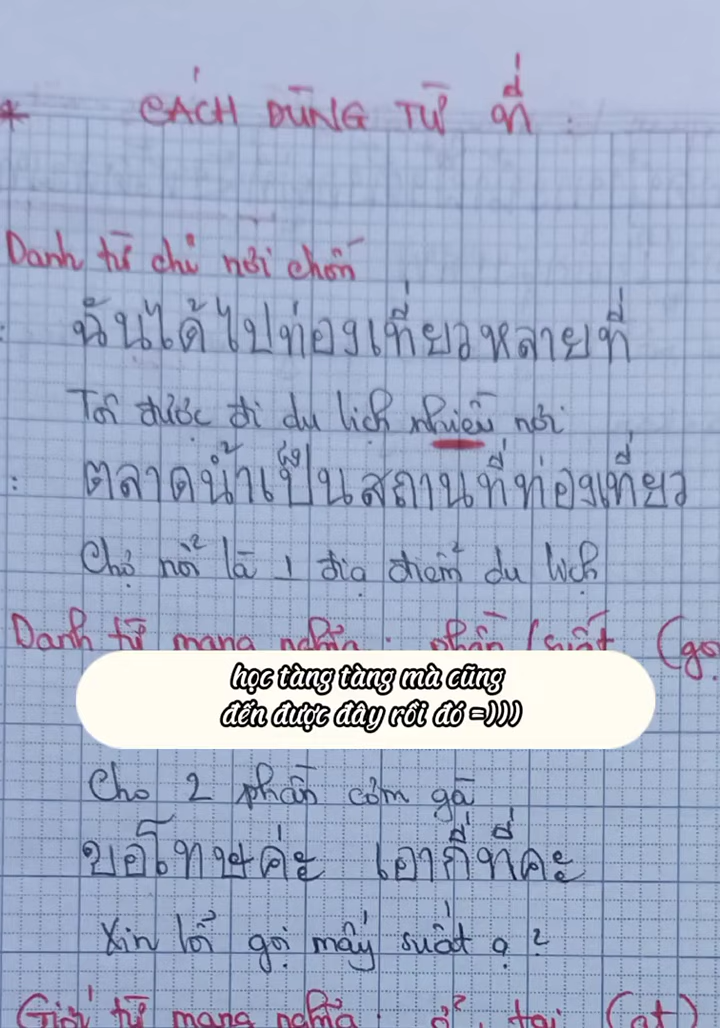 * CÁCH DÙNG TỪ ที่ :
Danh từ chỉ nơi chốn
: ฉันได้ไปท่องเที่ยวหลายที่
Tôi được đi du lịch nhiều nơi
: ตลาดน้ำเป็นสถานที่ท่องเที่ยว
Chợ nổi là 1 địa điểm du lịch
Danh từ mang nghĩa : phần / suất (gọ
học tàng tàng mà cũng
đến được đây rồi đó =)))
Cho 2 phần cơm gà
ขอโทษค่ะ เอากี่ที่คะ
Xin lỗi gọi mấy suất ạ ?
Giới từ mang nghĩa : ở, tại (at)